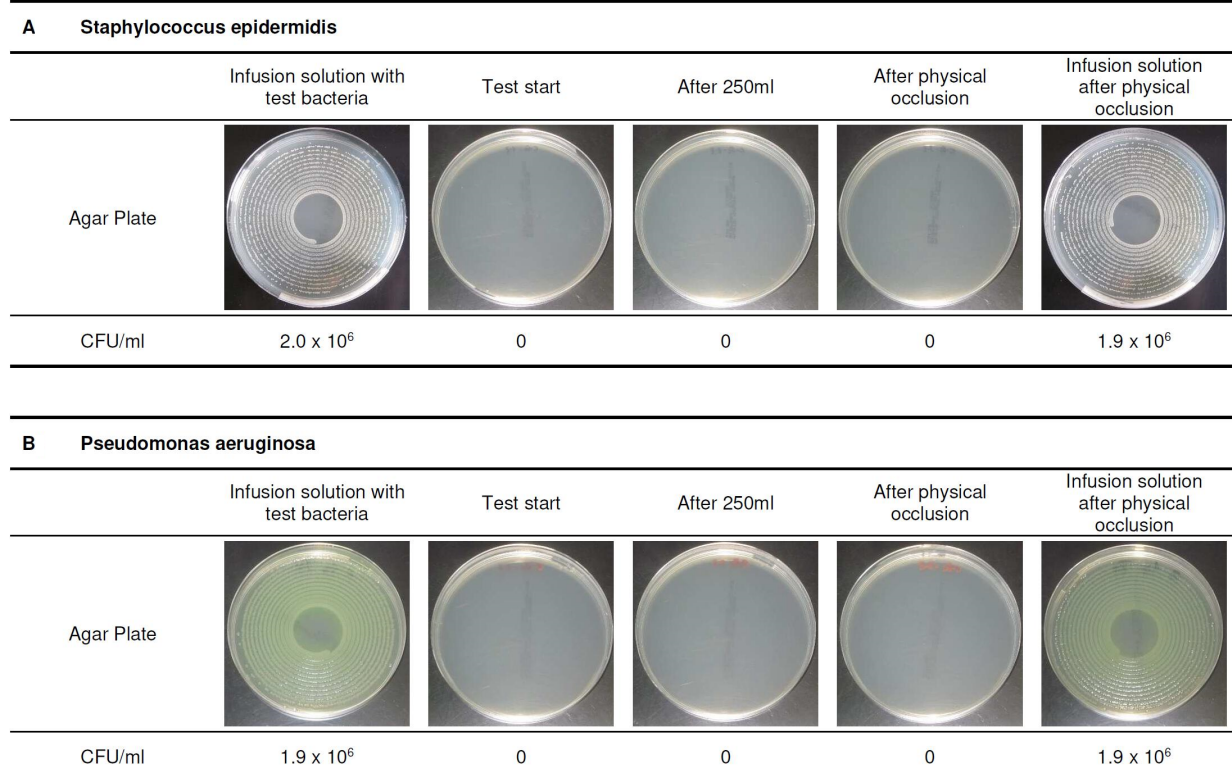 A Staphylococcus epidermidis
Infusion solution with
test bacteria
Test start
After 250ml
After physical
occlusion
Infusion solution
after physical
occlusion
Agar Plate
CFU/ml 2.0 x 10⁶ 0 0 0 1.9 x 10⁶
B Pseudomonas aeruginosa
Infusion solution with
test bacteria
Test start
After 250ml
After physical
occlusion
Infusion solution
after physical
occlusion
Agar Plate
CFU/ml 1.9 x 10⁶ 0 0 0 1.9 x 10⁶